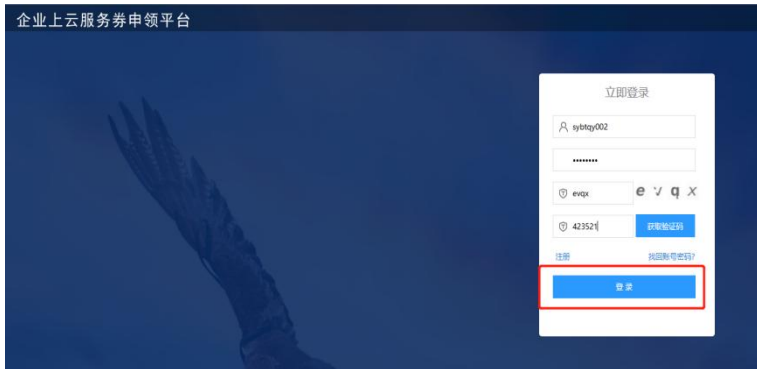 企业上云服务券申领平台
立即登录
sybtqy002
••••••••
evqx e v q x
423521 获取验证码
注册 找回账号密码?
登录